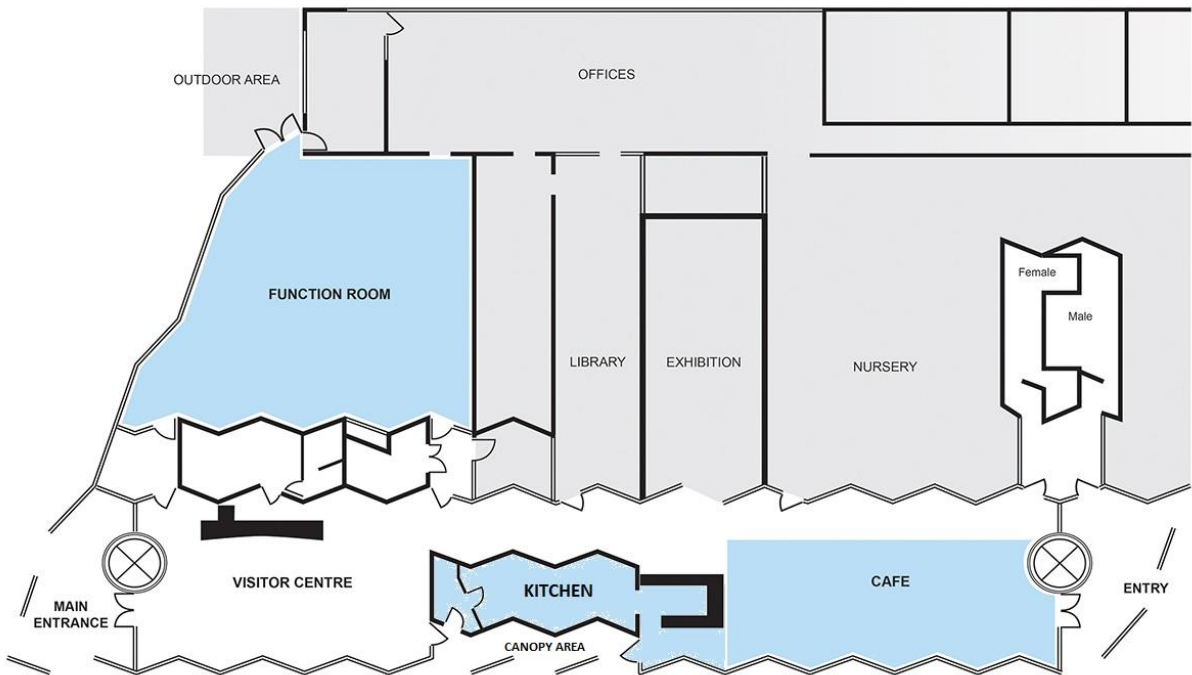 OUTDOOR AREA
OFFICES
FUNCTION ROOM
Female
Male
LIBRARY
EXHIBITION
NURSERY
VISITOR CENTRE
KITCHEN
CAFE
MAIN
ENTRANCE
ENTRY
CANOPY AREA